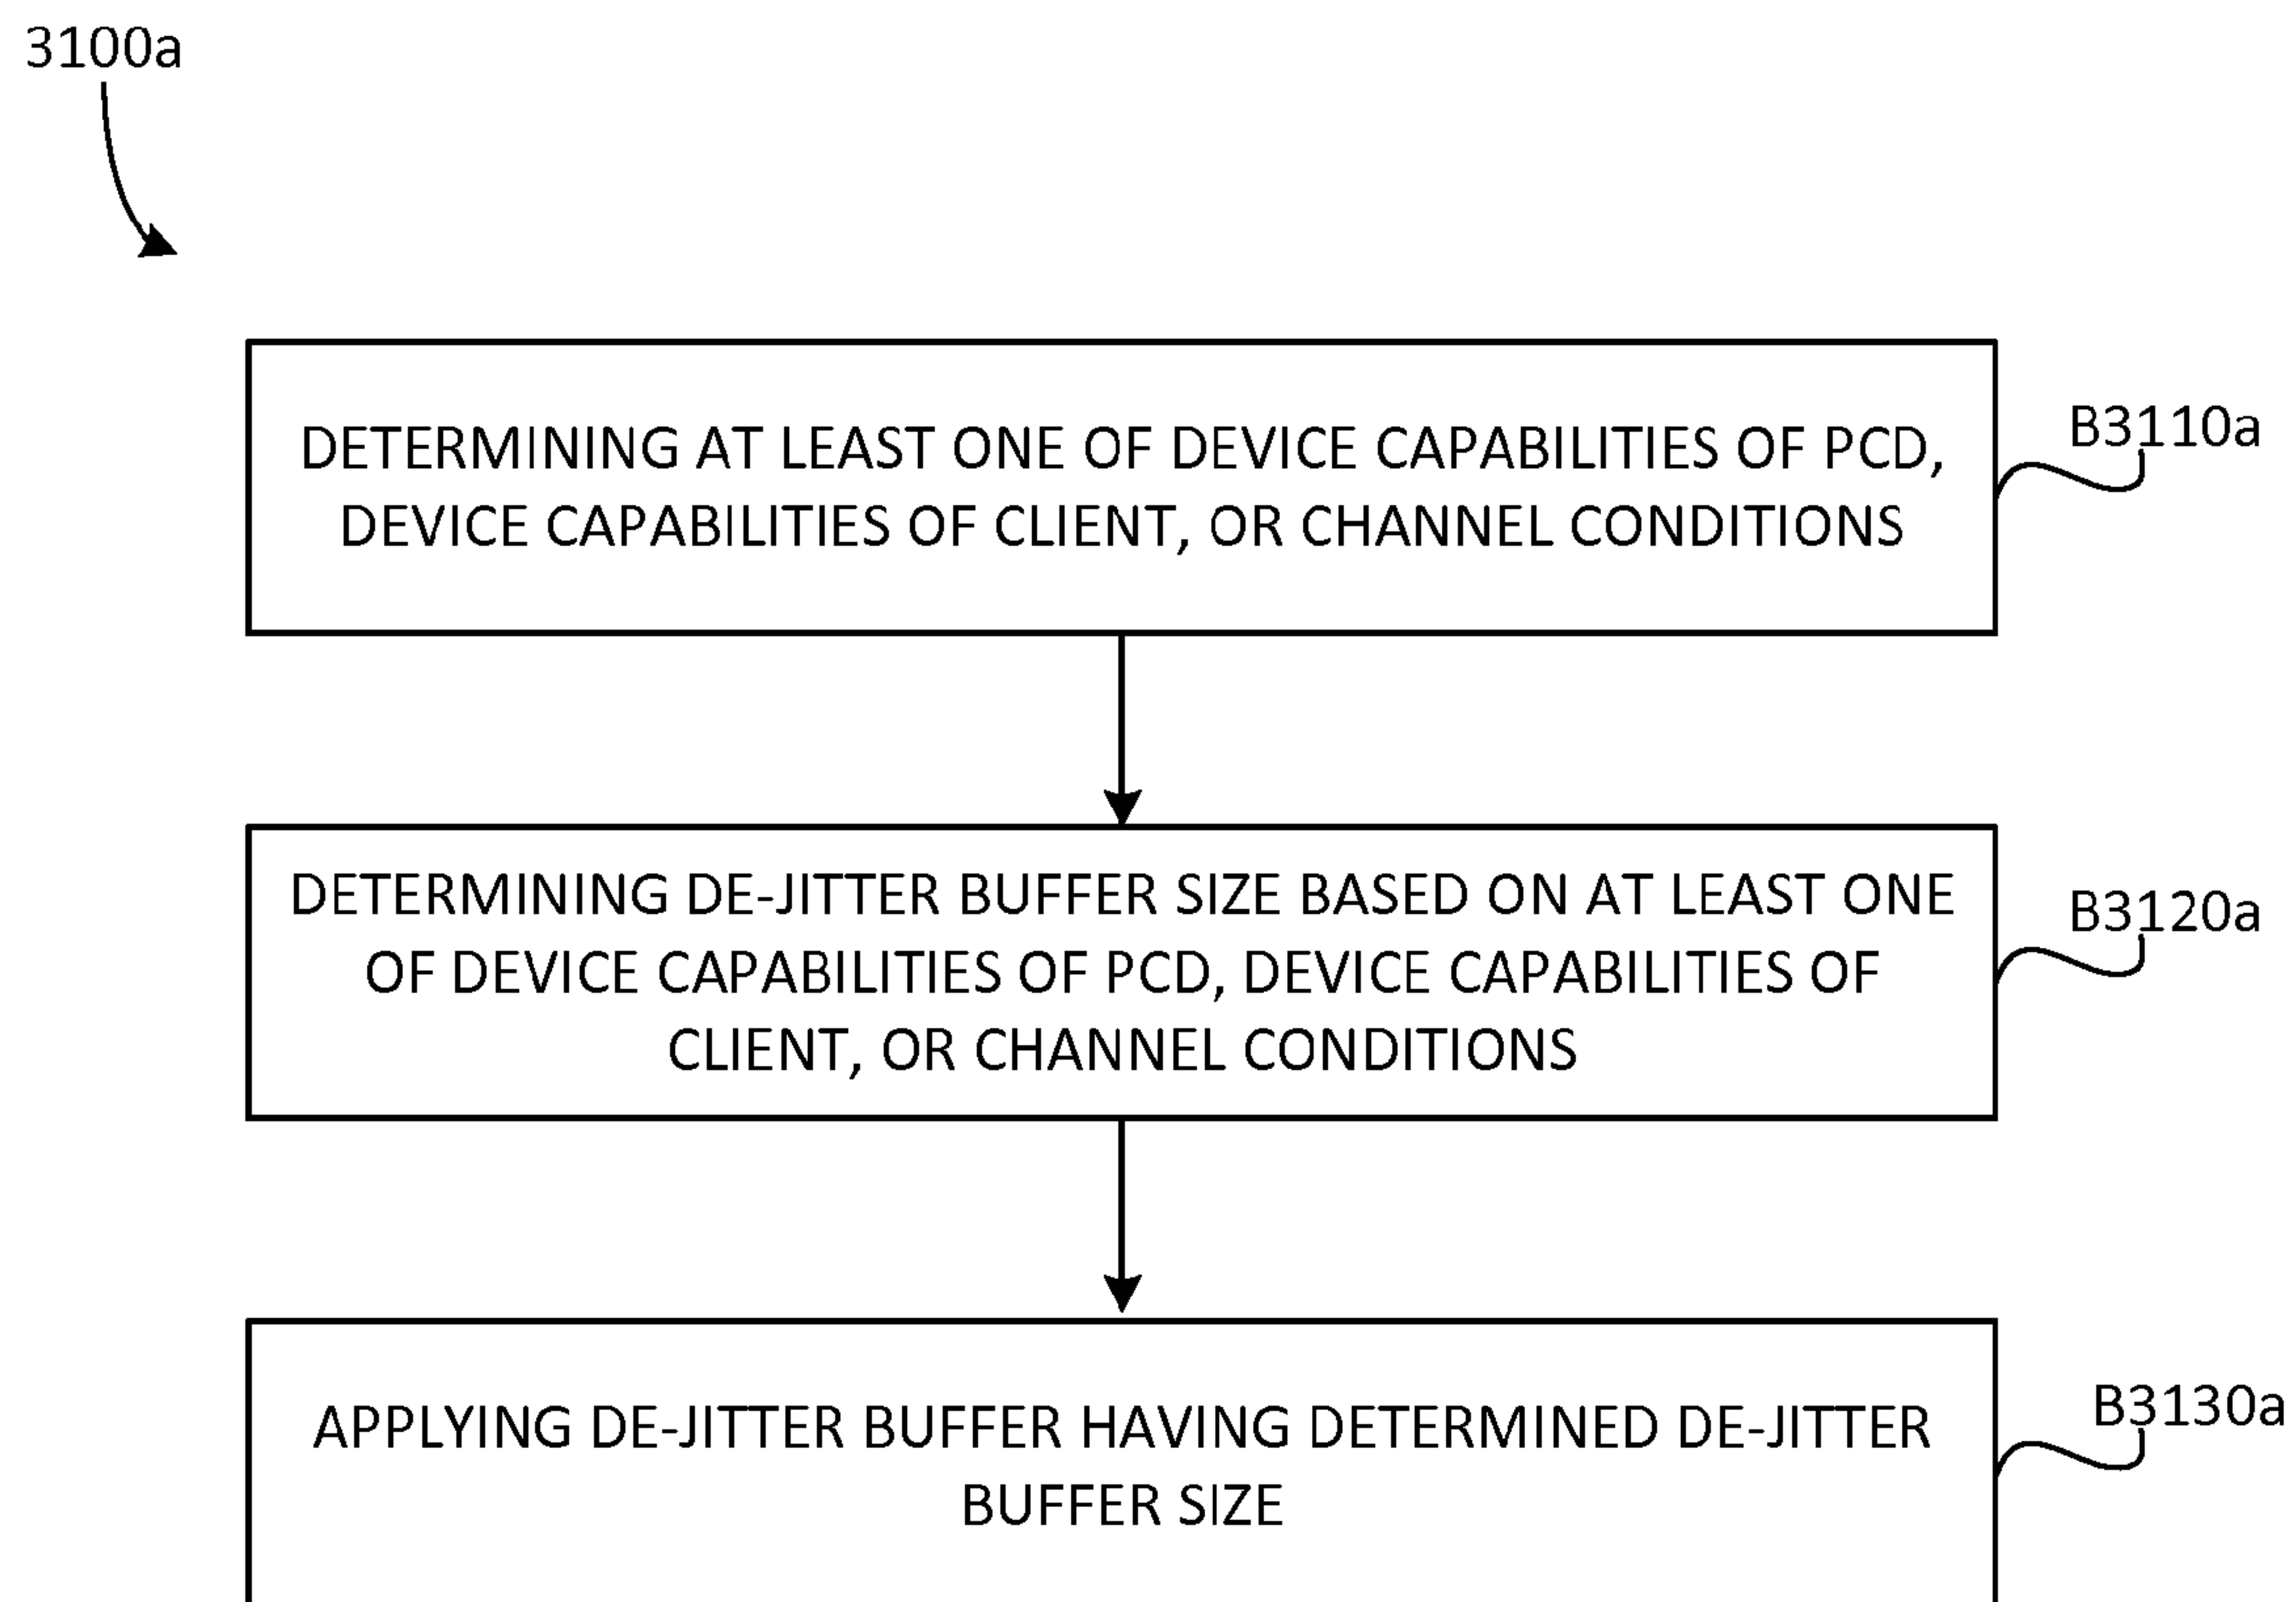 3100a
DETERMINING AT LEAST ONE OF DEVICE CAPABILITIES OF PCD,
DEVICE CAPABILITIES OF CLIENT, OR CHANNEL CONDITIONS
B3110a
DETERMINING DE-JITTER BUFFER SIZE BASED ON AT LEAST ONE
OF DEVICE CAPABILITIES OF PCD, DEVICE CAPABILITIES OF
CLIENT, OR CHANNEL CONDITIONS
B3120a
APPLYING DE-JITTER BUFFER HAVING DETERMINED DE-JITTER
BUFFER SIZE
B3130a